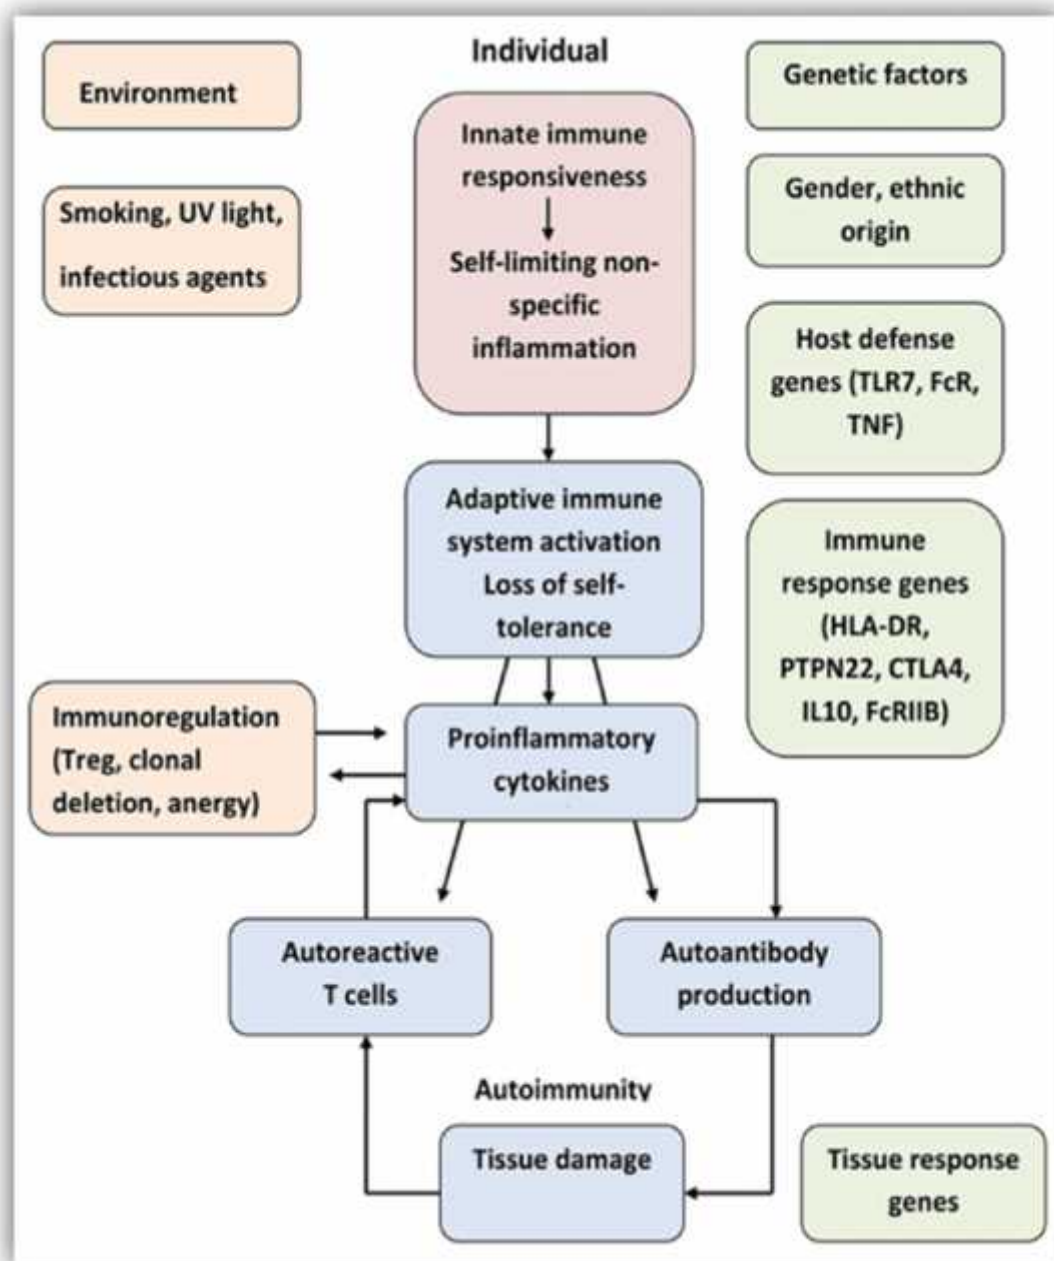 Individual
Environment
Smoking, UV light,
infectious agents
Innate immune
responsiveness
Self-limiting non-
specific
inflammation
Genetic factors
Gender, ethnic
origin
Host defense
genes (TLR7, FcR,
TNF)
Adaptive immune
system activation
Loss of self-
tolerance
Immune
response genes
(HLA-DR,
PTPN22, CTLA4,
IL10, FcRIIB)
Immunoregulation
(Treg, clonal
deletion, anergy)
Proinflammatory
cytokines
Autoreactive
T cells
Autoantibody
production
Autoimmunity
Tissue damage
Tissue response
genes